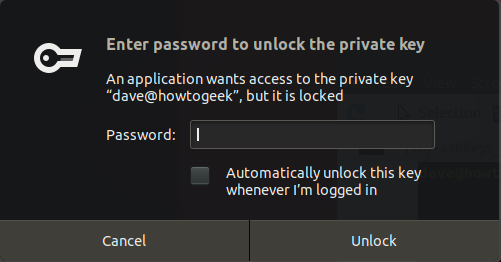 Enter password to unlock the private key
An application wants access to the private key
“dave@howtogeek”, but it is locked
Password:
Automatically unlock this key
whenever I’m logged in
Cancel
Unlock